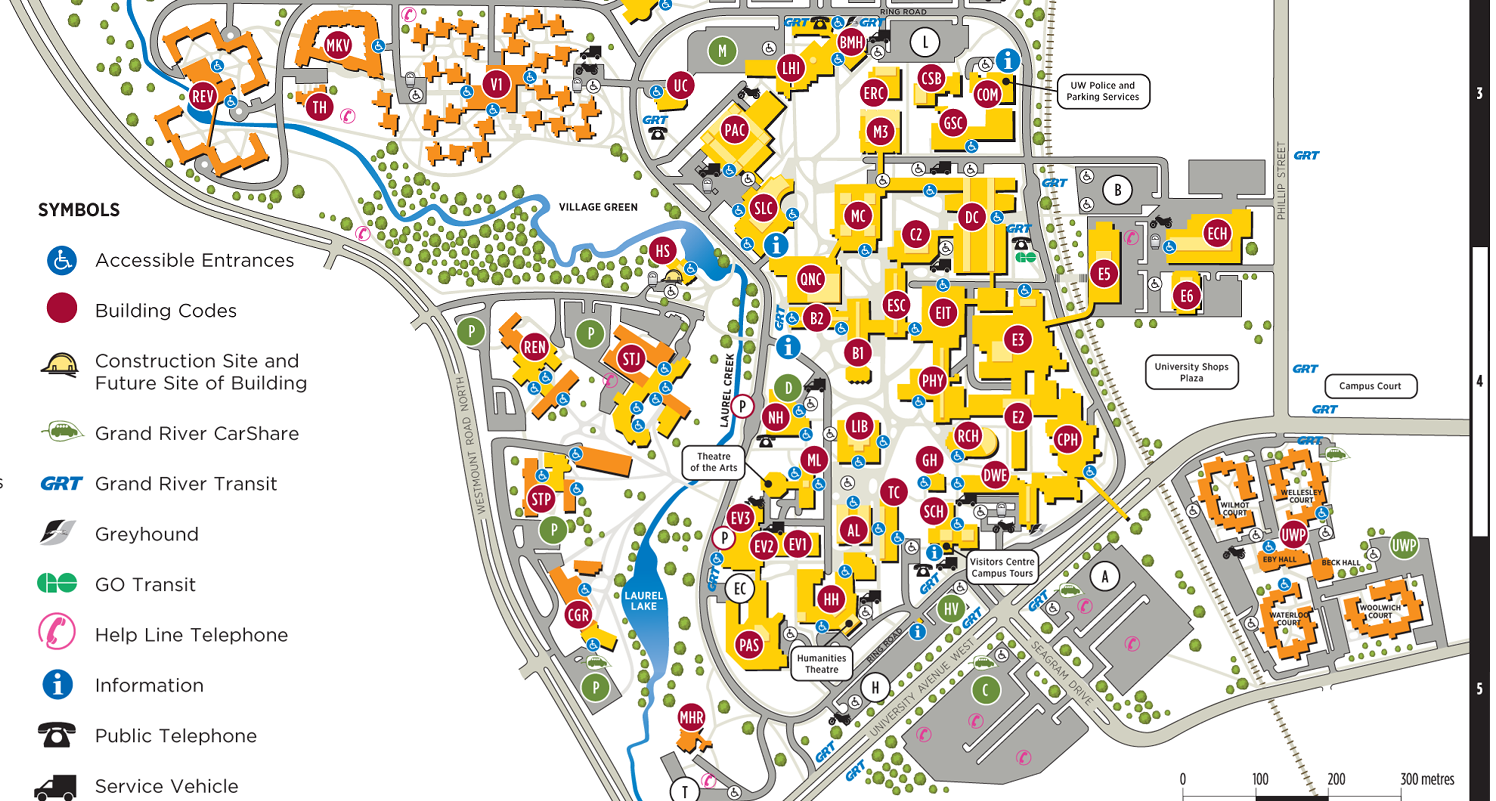 RING ROAD
GRT
GRT
BMH
L
MKV
M
LHI
REV
TH
V1
UC
ERC
CSB
COM
UW Police and
Parking Services
3
GRT
PAC
M3
GSC
GRT
PHILIP STREET
GRT
B
SYMBOLS
VILLAGE GREEN
SLC
MC
C2
DC
GRT
ECH
Accessible Entrances
HS
QNC
E5
E6
Building Codes
GRT
B2
ESC
EIT
E3
Construction Site and
Future Site of Building
P
P
REN
STJ
B1
PHY
University Shops
Plaza
GRT
Campus Court
4
GRT
WESTMOUNT ROAD NORTH
LAUREL CREEK
D
P
NH
LIB
E2
RCH
CPH
Grand River CarShare
Theatre
of the Arts
ML
GH
DWE
GRT
s
GRT
Grand River Transit
STP
TC
WILMOT
COURT
WELLESLEY
COURT
Greyhound
P
EV3
P
EV2
EV1
AL
SCH
UWP
EBY HALL
BECK HALL
UWP
GO Transit
GRT
EC
Visitors Centre
Campus Tours
GRT
A
LAUREL
LAKE
CGR
HH
HV
GRT
GRT
WATERLOO
COURT
WOOLWICH
COURT
Help Line Telephone
PAS
Humanities
Theatre
RING ROAD
UNIVERSITY AVENUE WEST
SEAGRAM DRIVE
Information
P
H
C
5
MHR
Public Telephone
GRT
GRT
T
Service Vehicle
0
100
200
300 metres